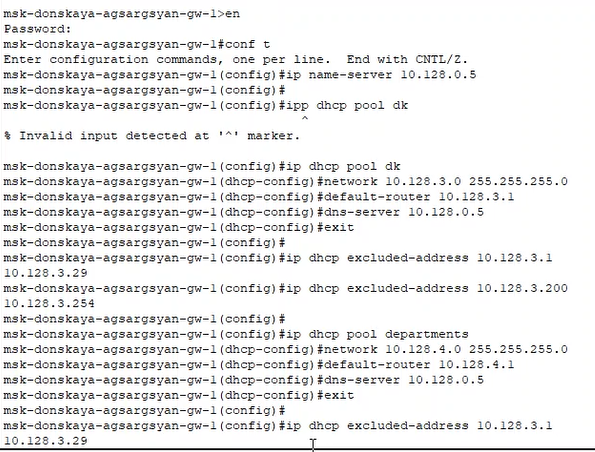 msk-donskaya-agsargsyan-gw-1>en
Password:
msk-donskaya-agsargsyan-gw-1#conf t
Enter configuration commands, one per line.  End with CNTL/Z.
msk-donskaya-agsargsyan-gw-1(config)#ip name-server 10.128.0.5
msk-donskaya-agsargsyan-gw-1(config)#
msk-donskaya-agsargsyan-gw-1(config)#ipp dhcp pool dk
^
% Invalid input detected at '^' marker.
msk-donskaya-agsargsyan-gw-1(config)#ip dhcp pool dk
msk-donskaya-agsargsyan-gw-1(dhcp-config)#network 10.128.3.0 255.255.255.0
msk-donskaya-agsargsyan-gw-1(dhcp-config)#default-router 10.128.3.1
msk-donskaya-agsargsyan-gw-1(dhcp-config)#dns-server 10.128.0.5
msk-donskaya-agsargsyan-gw-1(dhcp-config)#exit
msk-donskaya-agsargsyan-gw-1(config)#
msk-donskaya-agsargsyan-gw-1(config)#ip dhcp excluded-address 10.128.3.1
10.128.3.29
msk-donskaya-agsargsyan-gw-1(config)#ip dhcp excluded-address 10.128.3.200
10.128.3.254
msk-donskaya-agsargsyan-gw-1(config)#
msk-donskaya-agsargsyan-gw-1(config)#ip dhcp pool departments
msk-donskaya-agsargsyan-gw-1(dhcp-config)#network 10.128.4.0 255.255.255.0
msk-donskaya-agsargsyan-gw-1(dhcp-config)#default-router 10.128.4.1
msk-donskaya-agsargsyan-gw-1(dhcp-config)#dns-server 10.128.0.5
msk-donskaya-agsargsyan-gw-1(dhcp-config)#exit
msk-donskaya-agsargsyan-gw-1(config)#
msk-donskaya-agsargsyan-gw-1(config)#ip dhcp excluded-address 10.128.3.1
10.128.3.29